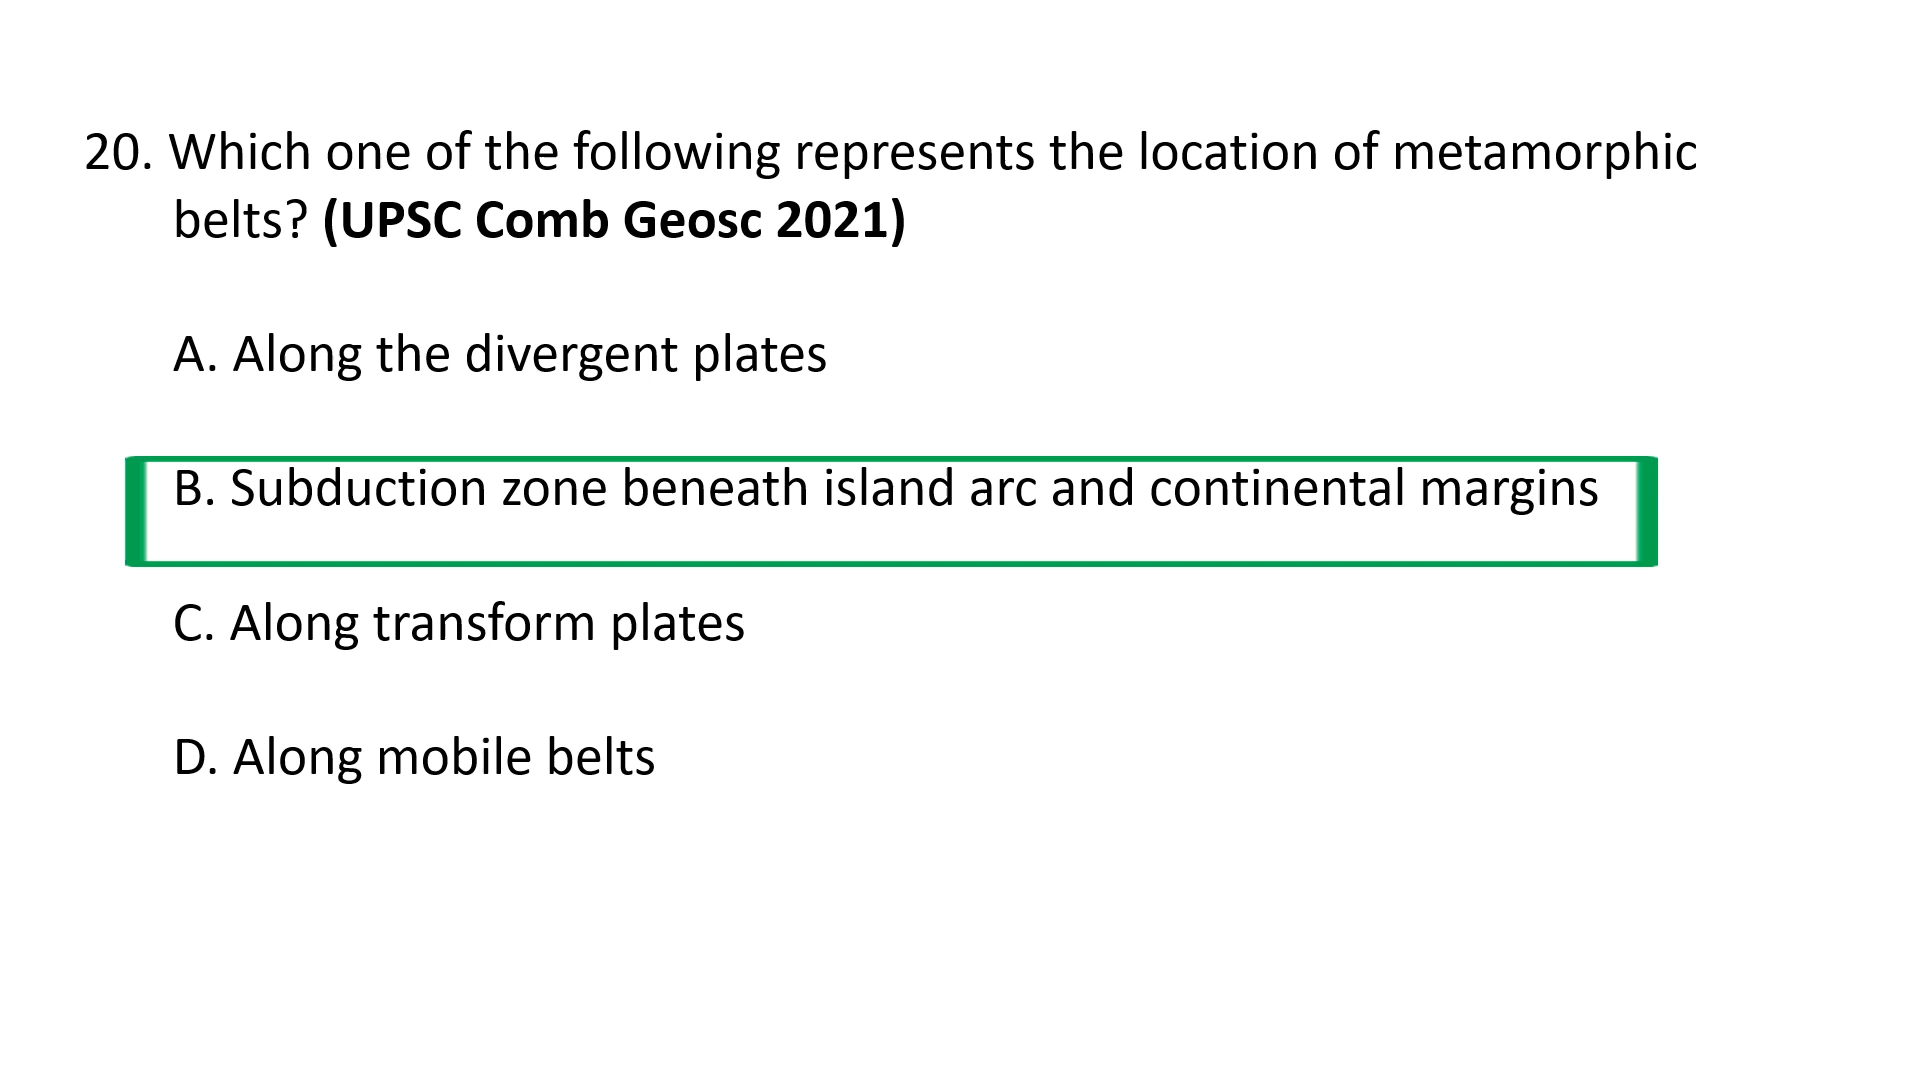 20. Which one of the following represents the location of metamorphic
belts? (UPSC Comb Geosc 2021)
A. Along the divergent plates
B. Subduction zone beneath island arc and continental margins
C. Along transform plates
D. Along mobile belts